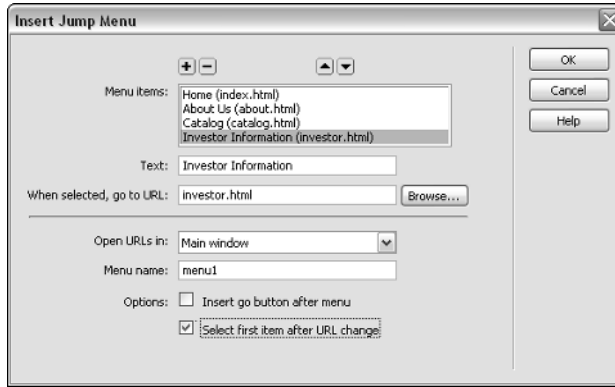 Insert Jump Menu
OK
Cancel
Help
Menu items:
Home (index.html)
About Us (about.html)
Catalog (catalog.html)
Investor Information (investor.html)
Text: Investor Information
When selected, go to URL: investor.html Browse...
Open URLs in: Main window
Menu name: menu1
Options: Insert go button after menu
Select first item after URL change